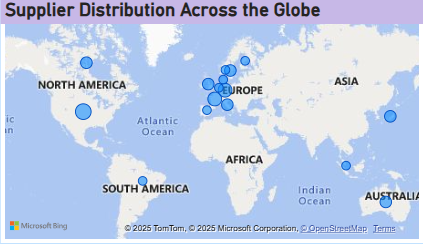 Supplier Distribution Across the Globe
NORTH AMERICA
EUROPE
ASIA
Atlantic
Ocean
AFRICA
SOUTH AMERICA
Indian
Ocean
AUSTRALIA
Microsoft Bing
© 2025 TomTom, © 2025 Microsoft Corporation, © OpenStreetMap Terms